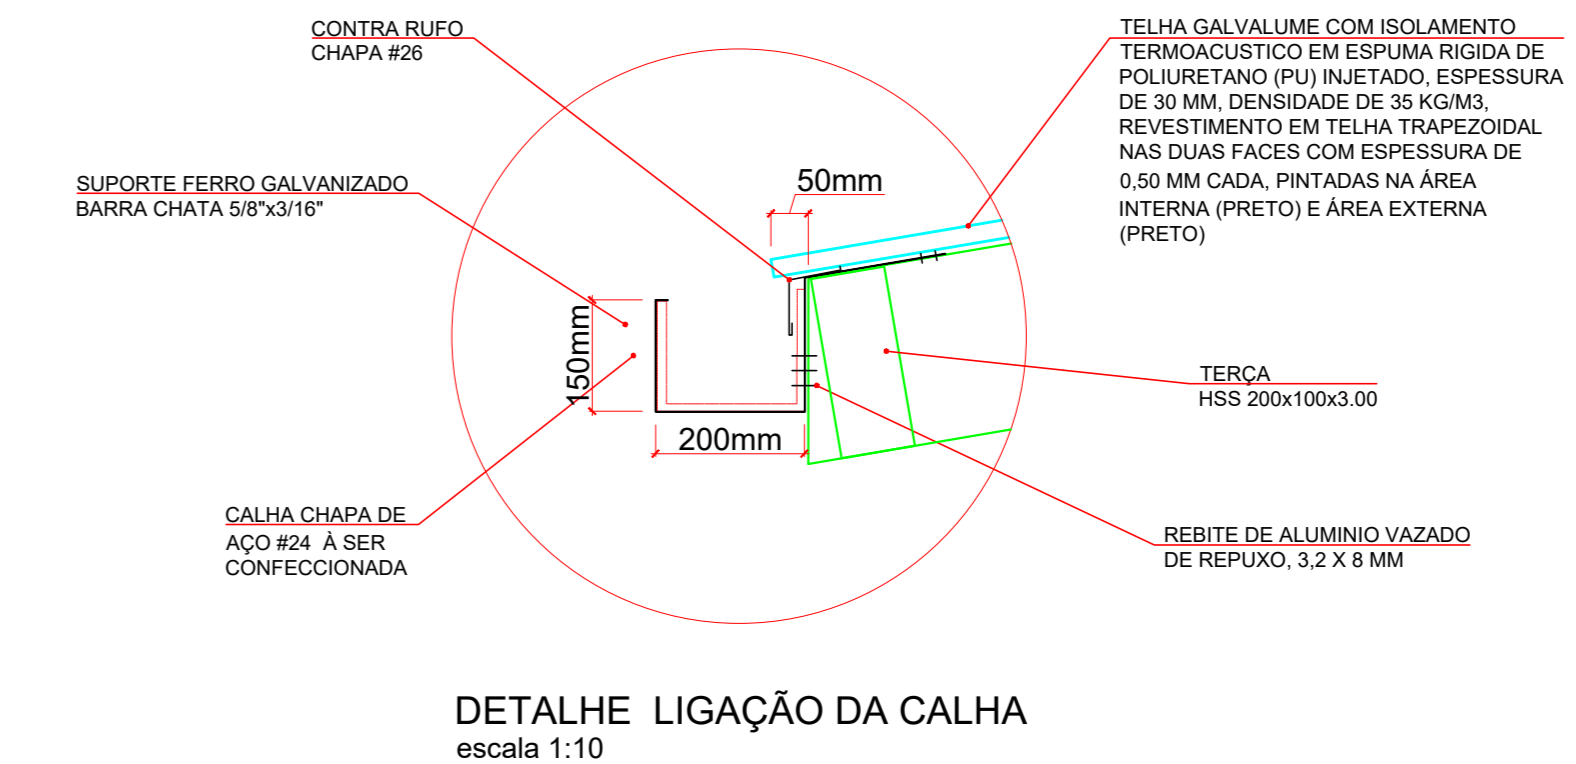 CONTRA RUFO
CHAPA #26
TELHA GALVALUME COM ISOLAMENTO
TERMOACUSTICO EM ESPUMA RIGIDA DE
POLIURETANO (PU) INJETADO, ESPESSURA
DE 30 MM, DENSIDADE DE 35 KG/M3,
REVESTIMENTO EM TELHA TRAPEZOIDAL
NAS DUAS FACES COM ESPESSURA DE
0,50 MM CADA, PINTADAS NA ÁREA
INTERNA (PRETO) E ÁREA EXTERNA
(PRETO)
SUPORTE FERRO GALVANIZADO
BARRA CHATA 5/8"x3/16"
50mm
150mm
200mm
TERÇA
HSS 200x100x3.00
CALHA CHAPA DE
AÇO #24 À SER
CONFECCIONADA
REBITE DE ALUMINIO VAZADO
DE REPUXO, 3,2 X 8 MM
DETALHE LIGAÇÃO DA CALHA
escala 1:10